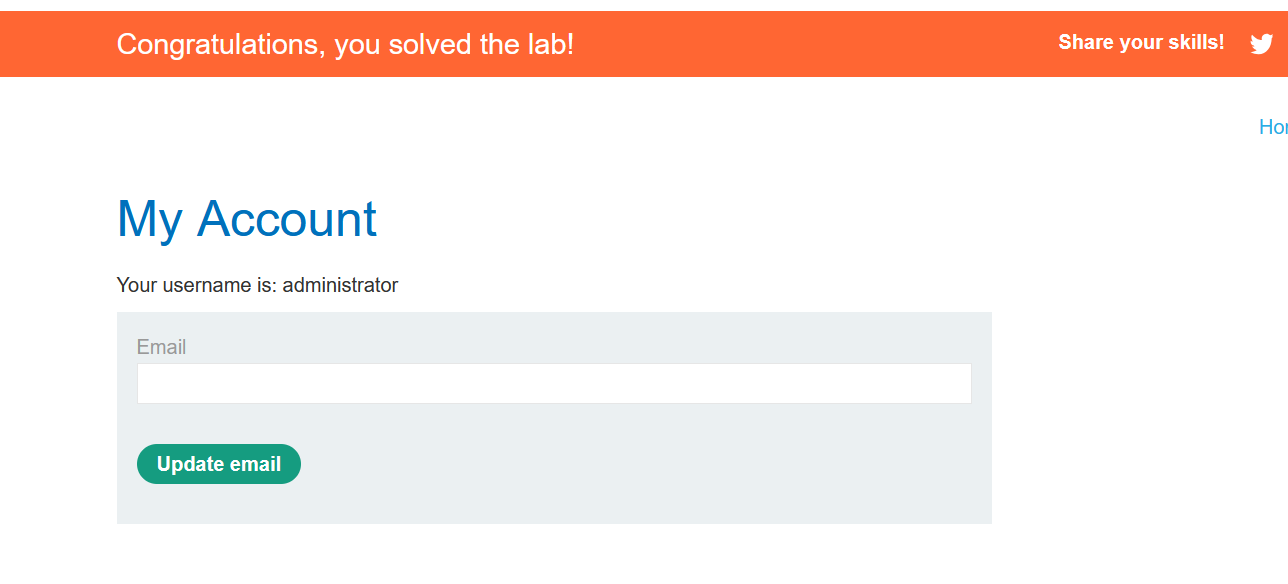 Congratulations, you solved the lab!
Share your skills!
My Account
Your username is: administrator
Email
Update email